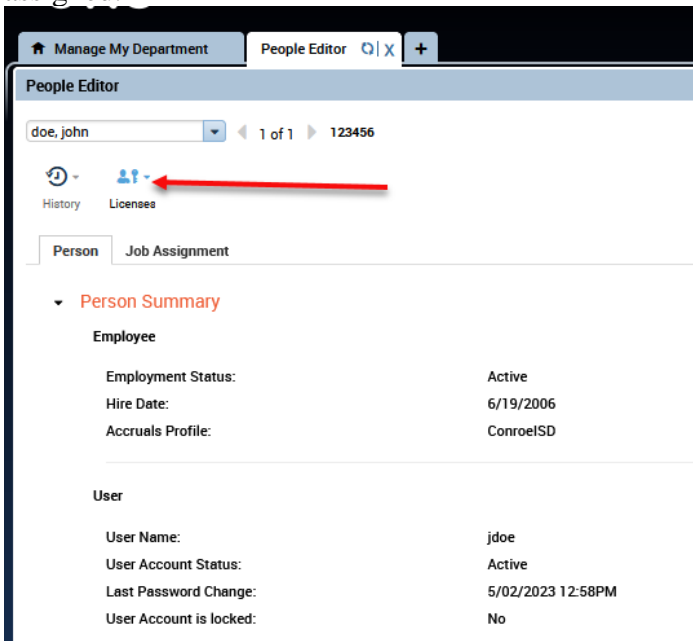 Manage My Department People Editor X +
People Editor
doe, john 1 of 1 123456
History Licenses
Person Job Assignment
Person Summary
Employee
Employment Status: Active
Hire Date: 6/19/2006
Accruals Profile: ConroeISD
User
User Name: jdoe
User Account Status: Active
Last Password Change: 5/02/2023 12:58PM
User Account is locked: No